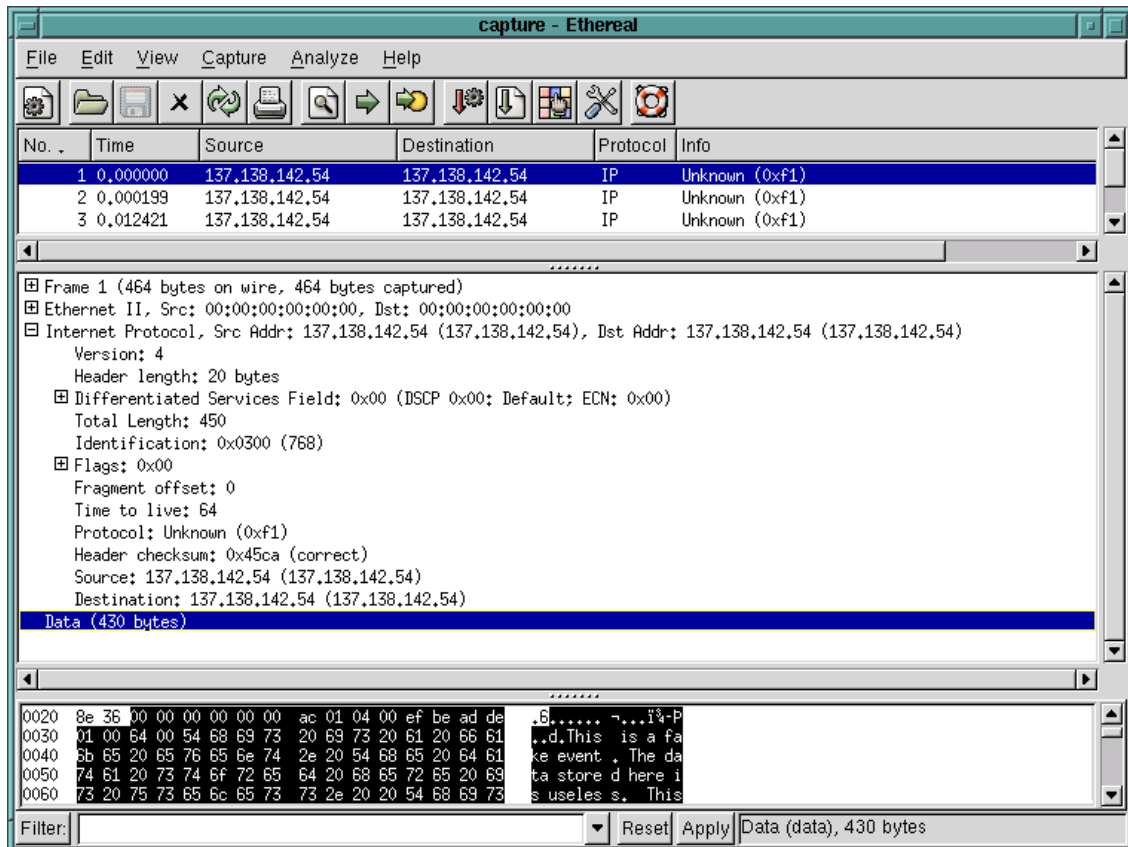 capture - Ethereal
File Edit View Capture Analyze Help
No. . Time Source Destination Protocol Info
1 0.000000 137.138.142.54 137.138.142.54 IP Unknown (0xf1)
2 0.000199 137.138.142.54 137.138.142.54 IP Unknown (0xf1)
3 0.012421 137.138.142.54 137.138.142.54 IP Unknown (0xf1)
Frame 1 (464 bytes on wire, 464 bytes captured)
Ethernet II, Src: 00:00:00:00:00:00, Dst: 00:00:00:00:00:00
Internet Protocol, Src Addr: 137.138.142.54 (137.138.142.54), Dst Addr: 137.138.142.54 (137.138.142.54)
Version: 4
Header length: 20 bytes
Differentiated Services Field: 0x00 (DSCP 0x00: Default; ECN: 0x00)
Total Length: 450
Identification: 0x0300 (768)
Flags: 0x00
Fragment offset: 0
Time to live: 64
Protocol: Unknown (0xf1)
Header checksum: 0x45ca (correct)
Source: 137.138.142.54 (137.138.142.54)
Destination: 137.138.142.54 (137.138.142.54)
Data (430 bytes)
0020 8e 36 00 00 00 00 00 00 ac 01 04 00 ef be ad de .6...... ¬...ï¾-Þ
0030 01 00 64 00 54 68 69 73 20 69 73 20 61 20 66 61 ..d.This is a fa
0040 6b 65 20 65 76 65 6e 74 2e 20 54 68 65 20 64 61 ke event . The da
0050 74 61 20 73 74 6f 72 65 64 20 68 65 72 65 20 69 ta store d here i
0060 73 20 75 73 65 6c 65 73 73 2e 20 20 54 68 69 73 s useles s.  This
Filter: Reset Apply Data (data), 430 bytes